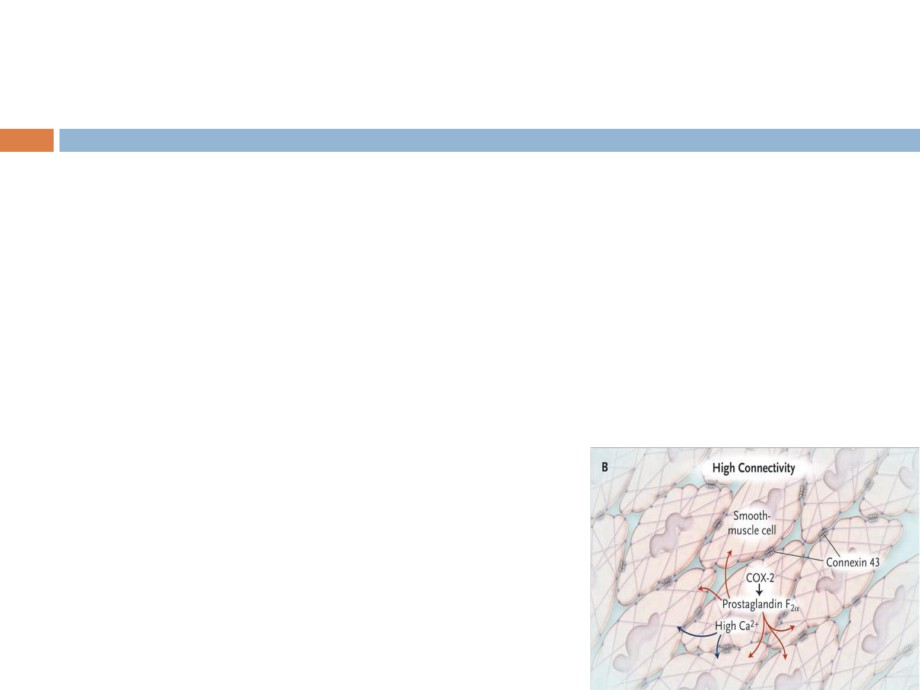 B
High Connectivity
Smooth-
muscle cell
Connexin 43
COX-2
Prostaglandin F2α
High Ca2+